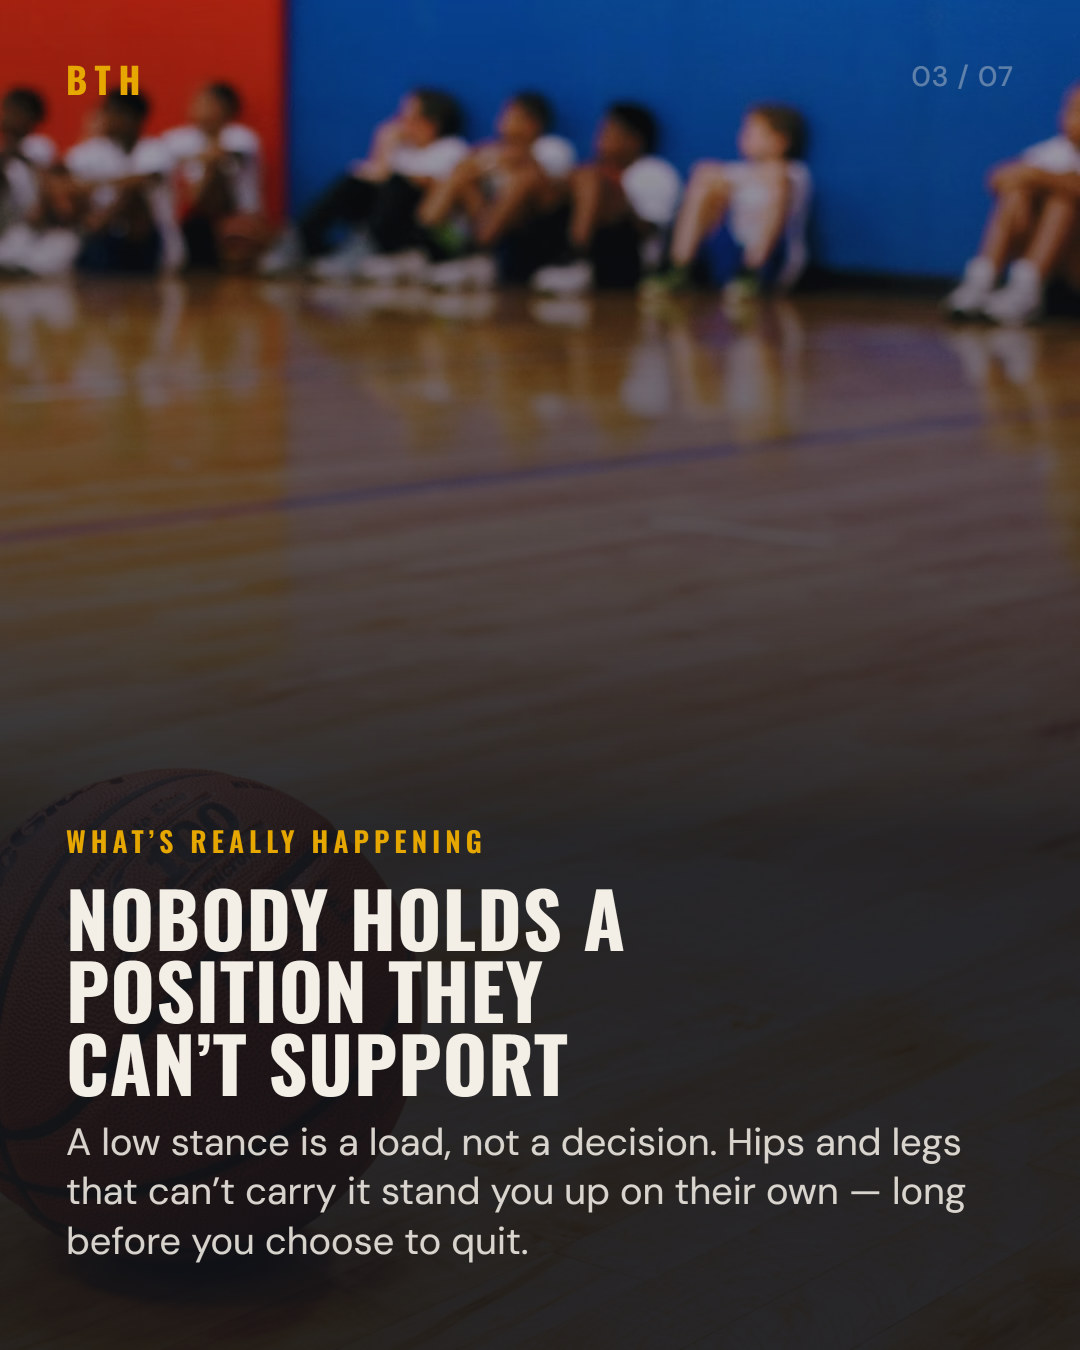 BTH
03 / 07
WHAT’S REALLY HAPPENING
NOBODY HOLDS A
POSITION THEY
CAN’T SUPPORT
A low stance is a load, not a decision. Hips and legs
that can’t carry it stand you up on their own — long
before you choose to quit.